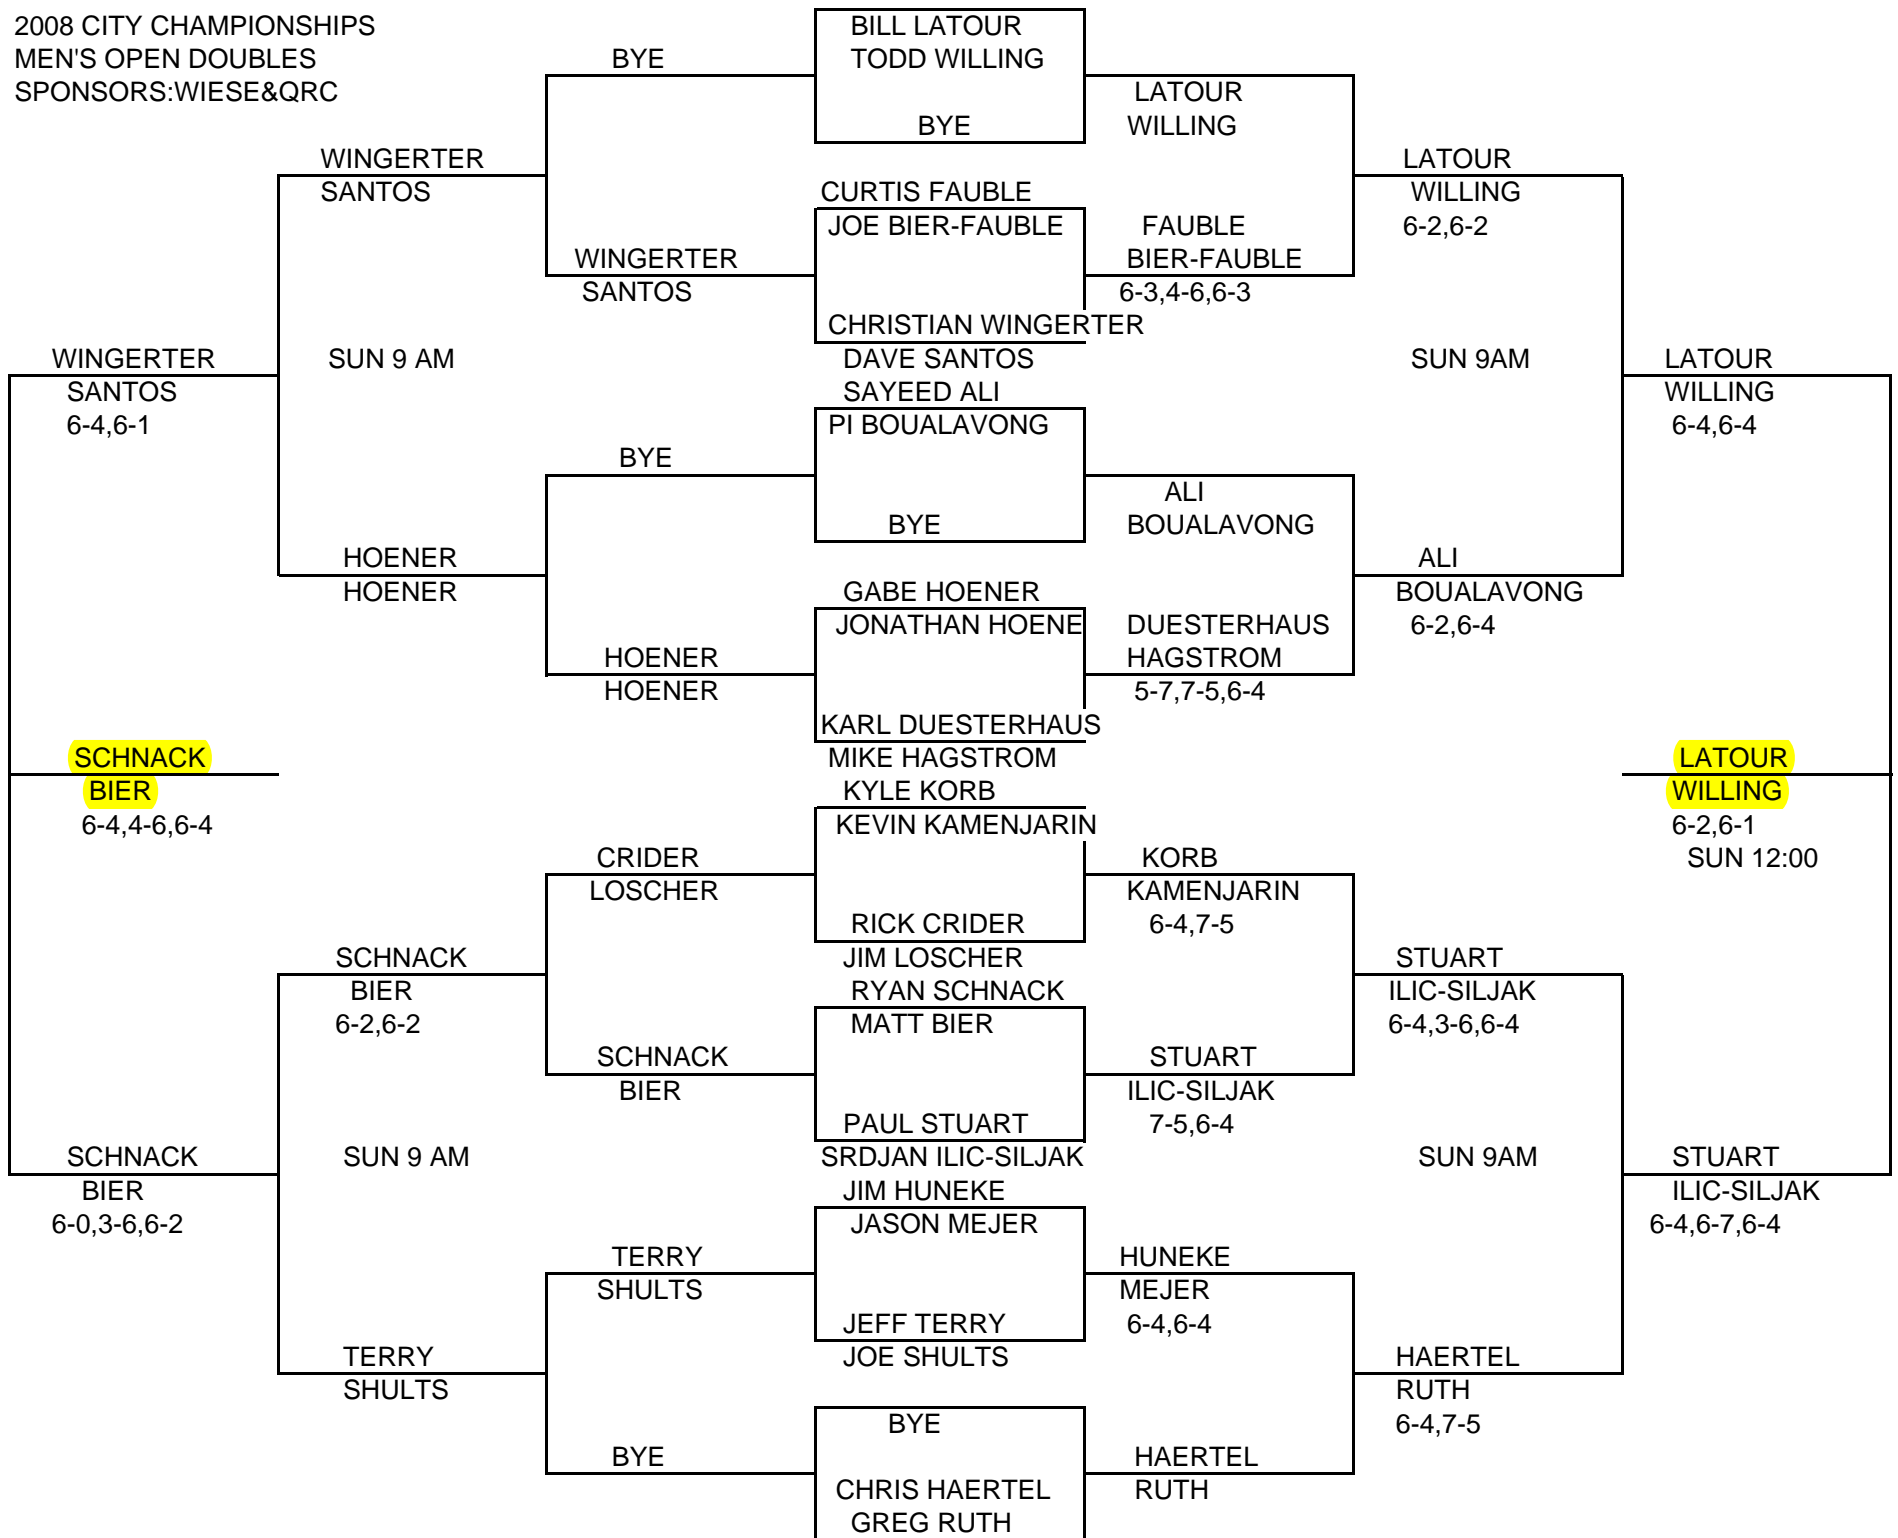 2008 CITY CHAMPIONSHIPS
MEN'S OPEN DOUBLES
SPONSORS:WIESE&QRC
BYE
BILL LATOUR
TODD WILLING
BYE
LATOUR
WILLING
WINGERTER
SANTOS
LATOUR
WILLING
6-2,6-2
CURTIS FAUBLE
JOE BIER-FAUBLE
FAUBLE
BIER-FAUBLE
6-3,4-6,6-3
WINGERTER
SANTOS
CHRISTIAN WINGERTER
DAVE SANTOS
WINGERTER
SANTOS
6-4,6-1
SUN 9 AM
SUN 9AM
LATOUR
WILLING
6-4,6-4
SAYEED ALI
PI BOUALAVONG
BYE
BYE
ALI
BOUALAVONG
HOENER
HOENER
ALI
BOUALAVONG
6-2,6-4
GABE HOENER
JONATHAN HOENE
DUESTERHAUS
HAGSTROM
5-7,7-5,6-4
HOENER
HOENER
KARL DUESTERHAUS
MIKE HAGSTROM
SCHNACK
BIER
6-4,4-6,6-4
LATOUR
WILLING
6-2,6-1
SUN 12:00
KYLE KORB
KEVIN KAMENJARIN
CRIDER
LOSCHER
KORB
KAMENJARIN
6-4,7-5
RICK CRIDER
JIM LOSCHER
SCHNACK
BIER
6-2,6-2
STUART
ILIC-SILJAK
6-4,3-6,6-4
RYAN SCHNACK
MATT BIER
SCHNACK
BIER
STUART
ILIC-SILJAK
7-5,6-4
PAUL STUART
SRDJAN ILIC-SILJAK
SCHNACK
BIER
6-0,3-6,6-2
SUN 9 AM
SUN 9AM
STUART
ILIC-SILJAK
6-4,6-7,6-4
JIM HUNEKE
JASON MEJER
TERRY
SHULTS
HUNEKE
MEJER
6-4,6-4
JEFF TERRY
JOE SHULTS
TERRY
SHULTS
HAERTEL
RUTH
6-4,7-5
BYE
BYE
HAERTEL
RUTH
CHRIS HAERTEL
GREG RUTH